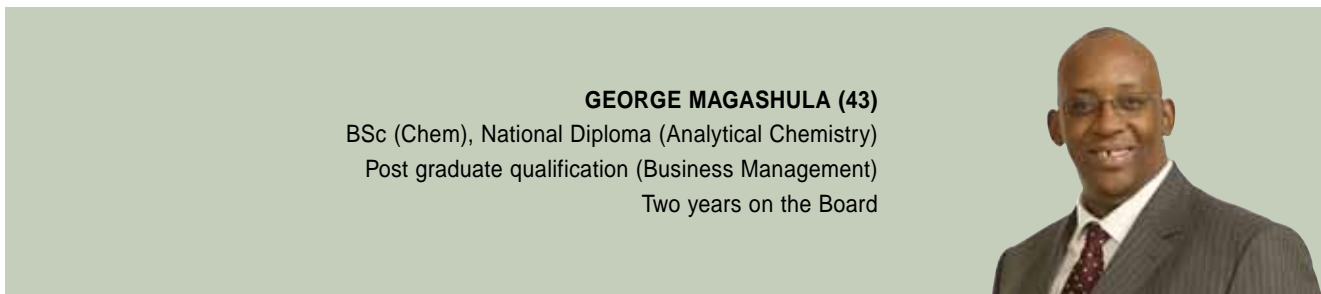 GEORGE MAGASHULA (43)
BSc (Chem), National Diploma (Analytical Chemistry)
Post graduate qualification (Business Management)
Two years on the Board